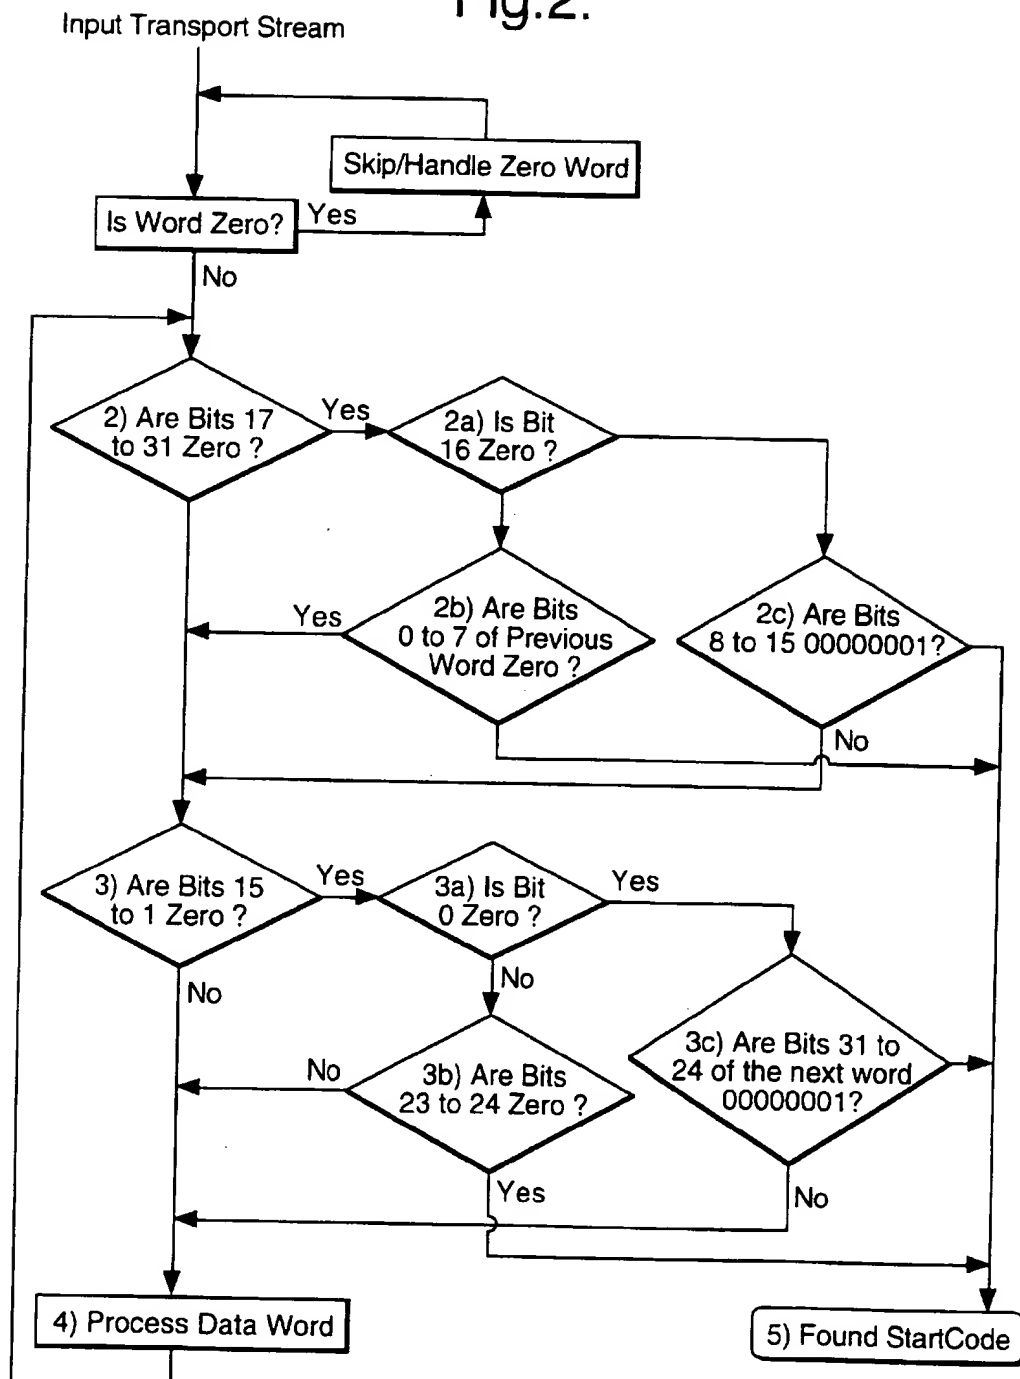 Fig.2.
Input Transport Stream
Skip/Handle Zero Word
Is Word Zero?
Yes
No
2) Are Bits 17
to 31 Zero ?
Yes
2a) Is Bit
16 Zero ?
Yes
2b) Are Bits
0 to 7 of Previous
Word Zero ?
2c) Are Bits
8 to 15 00000001?
No
3) Are Bits 15
to 1 Zero ?
Yes
3a) Is Bit
0 Zero ?
Yes
No
No
No
3b) Are Bits
23 to 24 Zero ?
3c) Are Bits 31 to
24 of the next word
00000001?
Yes
No
4) Process Data Word
5) Found StartCode